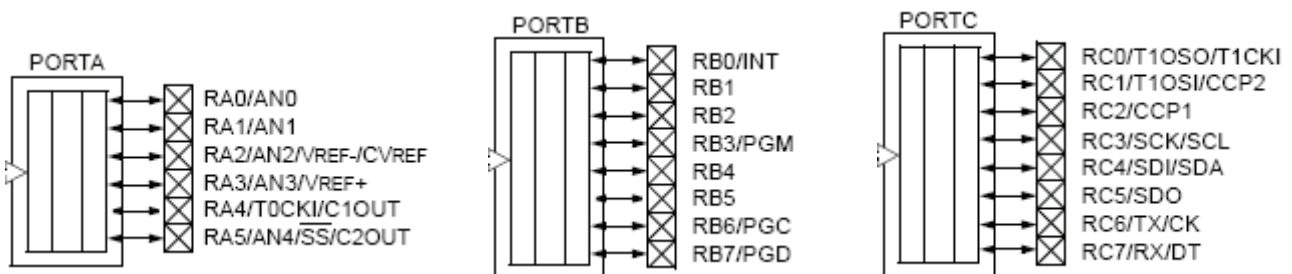 PORTA
RA0/AN0
RA1/AN1
RA2/AN2/VREF-/CVREF
RA3/AN3/VREF+
RA4/T0CKI/C1OUT
RA5/AN4/SS/C2OUT
PORTB
RB0/INT
RB1
RB2
RB3/PGM
RB4
RB5
RB6/PGC
RB7/PGD
PORTC
RC0/T1OSO/T1CKI
RC1/T1OSI/CCP2
RC2/CCP1
RC3/SCK/SCL
RC4/SDI/SDA
RC5/SDO
RC6/TX/CK
RC7/RX/DT